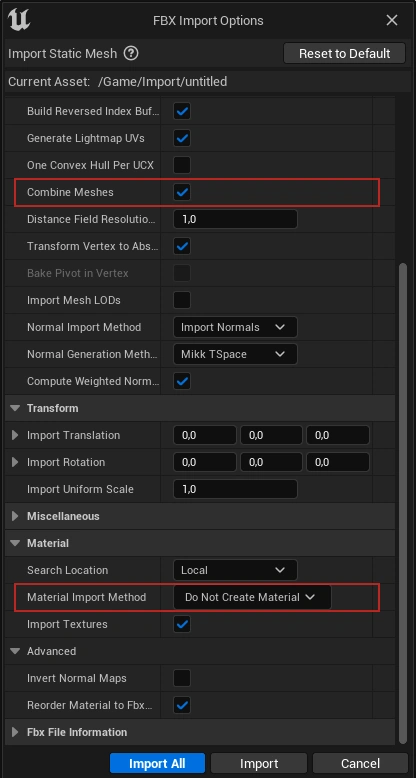 FBX Import Options
Import Static Mesh ? Reset to Default
Current Asset: /Game/Import/untitled
Build Reversed Index Buf...
Generate Lightmap UVs
One Convex Hull Per UCX
Combine Meshes
Distance Field Resolutio... 1,0
Transform Vertex to Abs...
Bake Pivot in Vertex
Import Mesh LODs
Normal Import Method Import Normals
Normal Generation Meth... Mikk TSpace
Compute Weighted Norm...
Transform
Import Translation 0,0 0,0 0,0
Import Rotation 0,0 0,0 0,0
Import Uniform Scale 1,0
Miscellaneous
Material
Search Location Local
Material Import Method Do Not Create Material
Import Textures
Advanced
Invert Normal Maps
Reorder Material to Fbx...
Fbx File Information
Import All Import Cancel